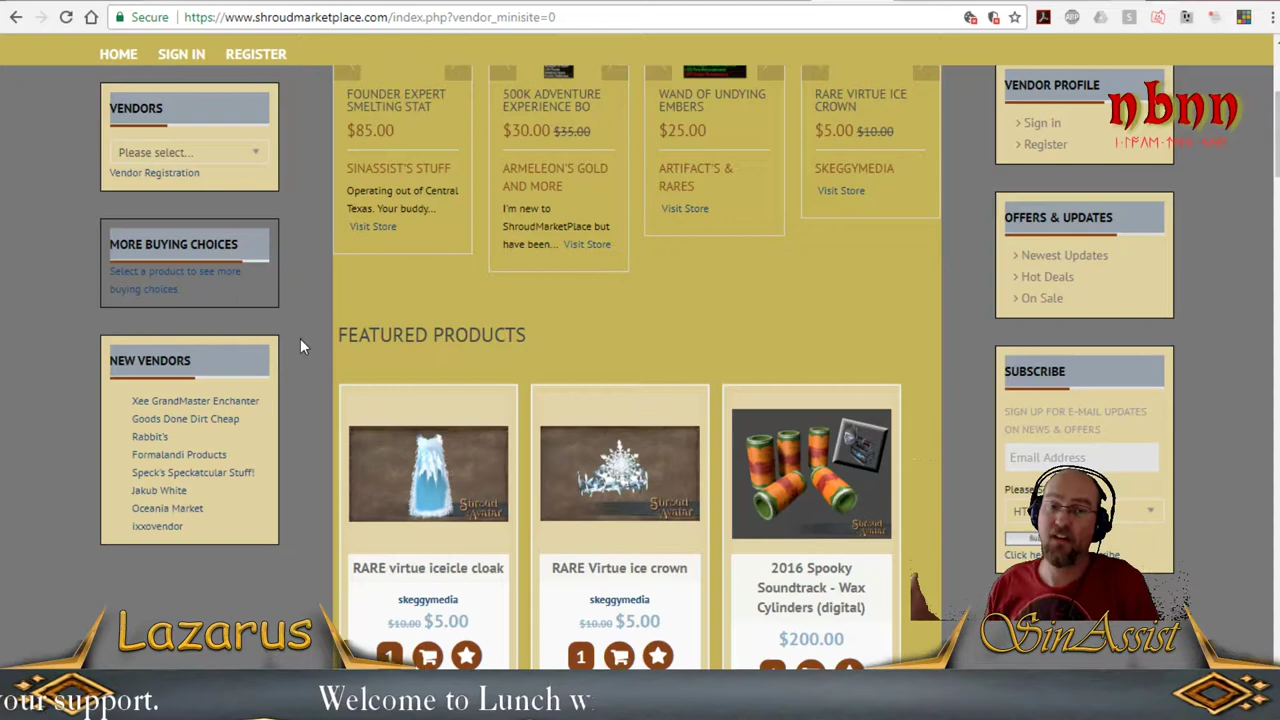 Secure
https://www.shroudmarketplace.com/index.php?vendor_minisite=0
HOME SIGN IN REGISTER
VENDORS
Please select...
Vendor Registration
MORE BUYING CHOICES
Select a product to see more
buying choices.
NEW VENDORS
Xee GrandMaster Enchanter
Goods Done Dirt Cheap
Rabbit's
Formalandi Products
Speck's Speckatcular Stuff!
Jakub White
Oceania Market
ixxovendor
FOUNDER EXPERT
SMELTING STAT
$85.00
SINASSIST'S STUFF
Operating out of Central
Texas. Your buddy...
Visit Store
500K ADVENTURE
EXPERIENCE BO
$30.00 $35.00
ARMELEON'S GOLD
AND MORE
I'm new to
ShroudMarketPlace but
have been... Visit Store
WAND OF UNDYING
EMBERS
$25.00
ARTIFACT'S &
RARES
Visit Store
RARE VIRTUE ICE
CROWN
$5.00 $10.00
SKEGGYMEDIA
Visit Store
FEATURED PRODUCTS
Shroud
Avatar
RARE virtue iceicle cloak
skeggymedia
$10.00 $5.00
1
Shroud
Avatar
RARE Virtue ice crown
skeggymedia
$10.00 $5.00
1
Shroud
Avatar
2016 Spooky
Soundtrack - Wax
Cylinders (digital)
$200.00
VENDOR PROFILE
Sign in
Register
nbnn
OFFERS & UPDATES
Newest Updates
Hot Deals
On Sale
SUBSCRIBE
SIGN UP FOR E-MAIL UPDATES
ON NEWS & OFFERS
Email Address
Lazarus
SinAssist
your support.
Welcome to Lunch w